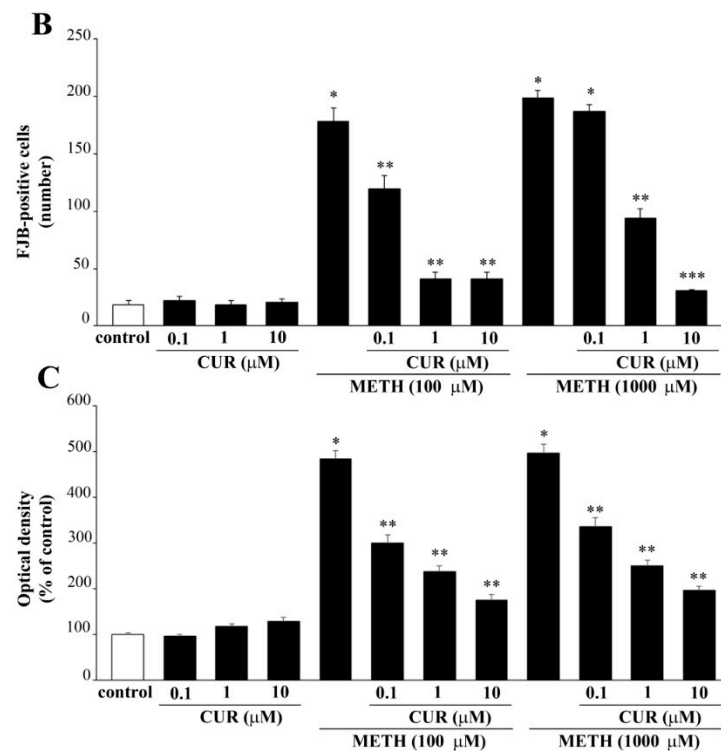 B
FJB-positive cells
(number)
250
200
150
100
50
0
* ** ** ** * * ** ***
control 0.1 1 10 0.1 1 10 0.1 1 10
CUR (μM) CUR (μM) CUR (μM)
METH (100 μM) METH (1000 μM)
C
Optical density
(% of control)
600
500
400
300
200
100
0
* ** ** ** * ** ** **
control 0.1 1 10 0.1 1 10 0.1 1 10
CUR (μM) CUR (μM) CUR (μM)
METH (100 μM) METH (1000 μM)